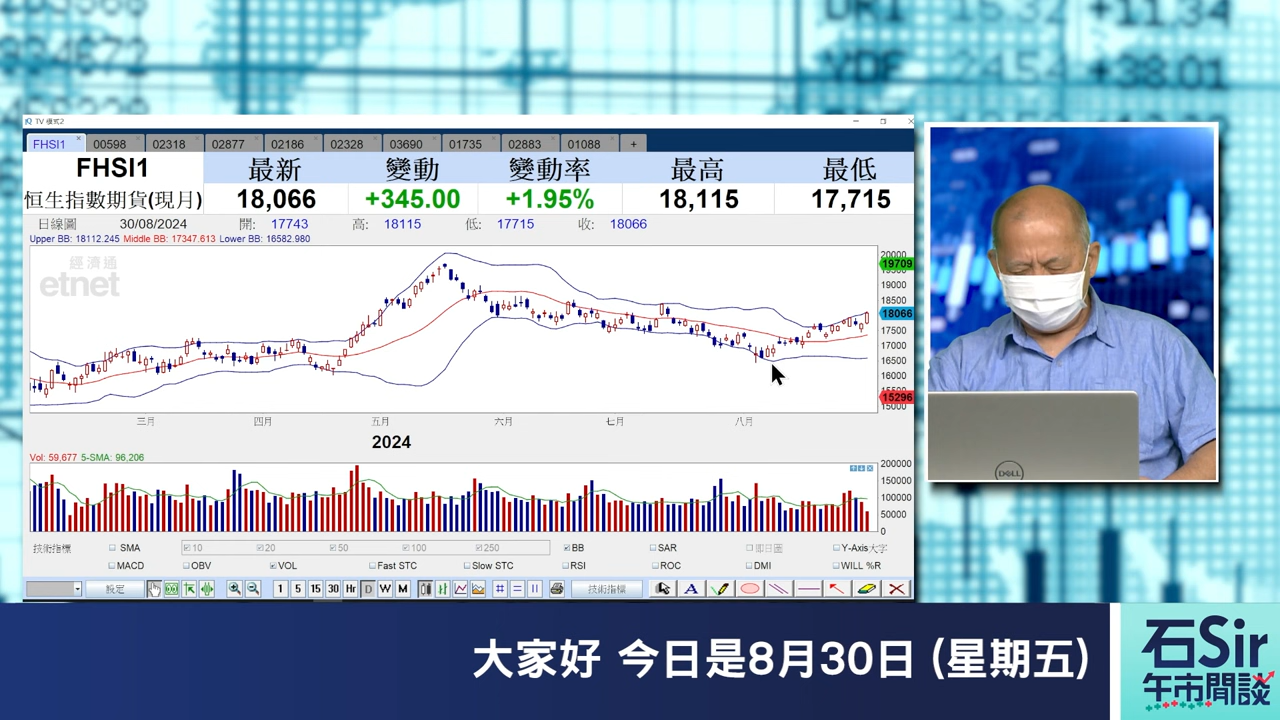 TV 模式2
FHSI1 00598 02318 02877 02186 02328 03690 01735 02883 01088 +
FHSI1 最新 變動 變動率 最高 最低
恒生指數期貨(現月) 18,066 +345.00 +1.95% 18,115 17,715
日線圖 30/08/2024 開: 17743 高: 18115 低: 17715 收: 18066
Upper BB: 18112.245 Middle BB: 17347.613 Lower BB: 16582.980
經濟通
etnet
20000
19709
19000
18500
18066
17500
17000
16500
16000
15500
15296
15000
三月 四月 五月 六月 七月 八月
2024
Vol: 59,677 5-SMA: 96,206
200000
150000
100000
50000
0
技術指標 SMA 10 20 50 100 250 BB SAR 即日圖 Y-Axis大字
MACD OBV VOL Fast STC Slow STC RSI ROC DMI WILL %R
設定 1 5 15 30 Hr D W M 技術指標 A
DELL
大家好 今日是8月30日 (星期五)
石Sir
午市閒談